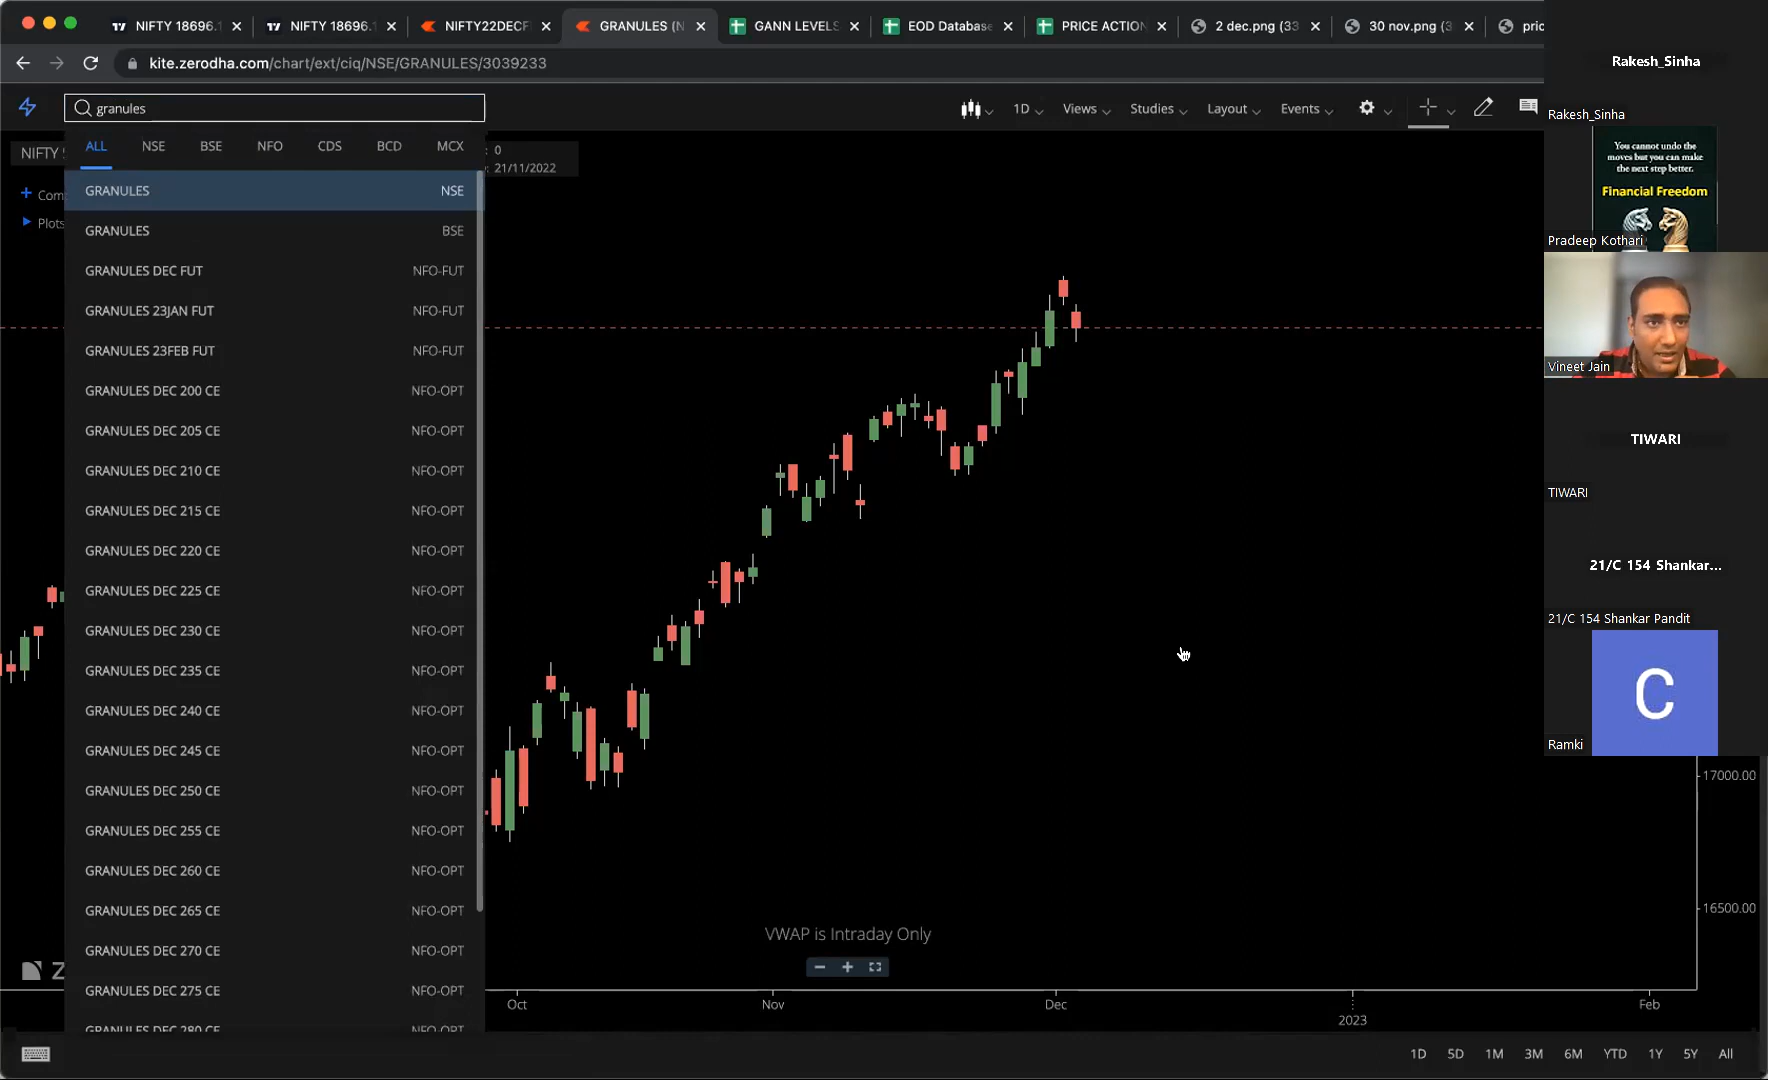 NIFTY 18696.
NIFTY 18696.
NIFTY22DECF
GRANULES (N
GANN LEVELS
EOD Database
PRICE ACTION
2 dec.png (33
30 nov.png (3
pric
kite.zerodha.com/chart/ext/ciq/NSE/GRANULES/3039233
granules
1D
Views
Studies
Layout
Events
ALL NSE BSE NFO CDS BCD MCX
NIFTY
: 0
: 21/11/2022
Com
Plots
GRANULES NSE
GRANULES BSE
GRANULES DEC FUT NFO-FUT
GRANULES 23JAN FUT NFO-FUT
GRANULES 23FEB FUT NFO-FUT
GRANULES DEC 200 CE NFO-OPT
GRANULES DEC 205 CE NFO-OPT
GRANULES DEC 210 CE NFO-OPT
GRANULES DEC 215 CE NFO-OPT
GRANULES DEC 220 CE NFO-OPT
GRANULES DEC 225 CE NFO-OPT
GRANULES DEC 230 CE NFO-OPT
GRANULES DEC 235 CE NFO-OPT
GRANULES DEC 240 CE NFO-OPT
GRANULES DEC 245 CE NFO-OPT
GRANULES DEC 250 CE NFO-OPT
GRANULES DEC 255 CE NFO-OPT
GRANULES DEC 260 CE NFO-OPT
GRANULES DEC 265 CE NFO-OPT
GRANULES DEC 270 CE NFO-OPT
GRANULES DEC 275 CE NFO-OPT
GRANULES DEC 280 CE NFO-OPT
Z
VWAP is Intraday Only
17000.00
16500.00
Oct Nov Dec 2023 Feb
1D 5D 1M 3M 6M YTD 1Y 5Y All
Rakesh_Sinha
Rakesh_Sinha
You cannot undo the
moves but you can make
the next step better.
Financial Freedom
Pradeep Kothari
Vineet Jain
TIWARI
TIWARI
21/C 154 Shankar...
21/C 154 Shankar Pandit
C
Ramki